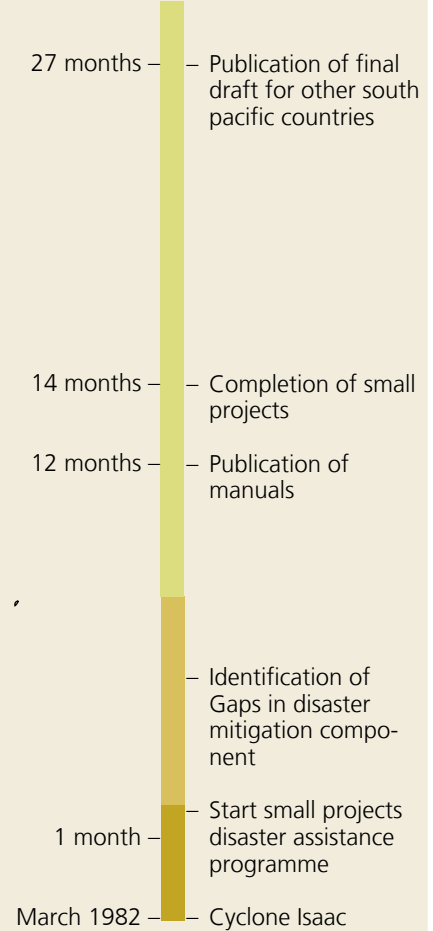 27 months – – Publication of final
draft for other south
pacific countries
14 months – – Completion of small
projects
12 months – – Publication of
manuals
– Identification of
Gaps in disaster
mitigation compo-
nent
– Start small projects
1 month – disaster assistance
programme
March 1982 – – Cyclone Isaac